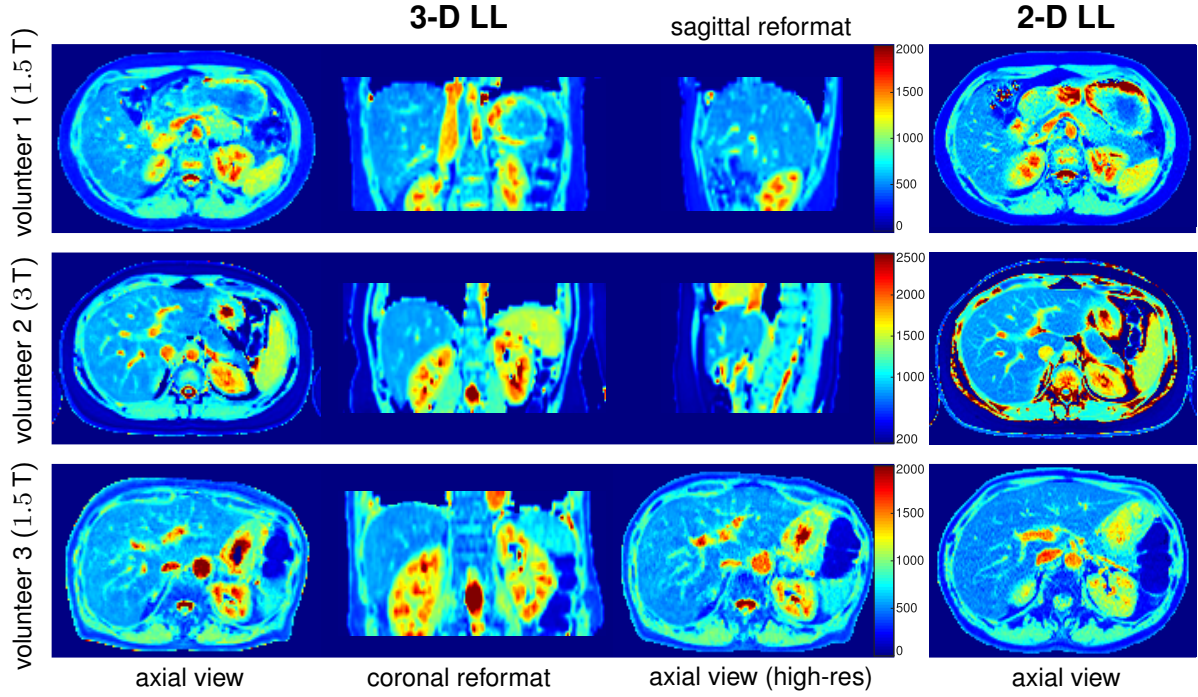 3-D LL
2-D LL
sagittal reformat
volunteer 1 (1.5 T)
2000
1500
1000
500
0
volunteer 2 (3 T)
2500
2000
1500
1000
200
volunteer 3 (1.5 T)
2000
1500
1000
500
0
axial view
coronal reformat
axial view (high-res)
axial view